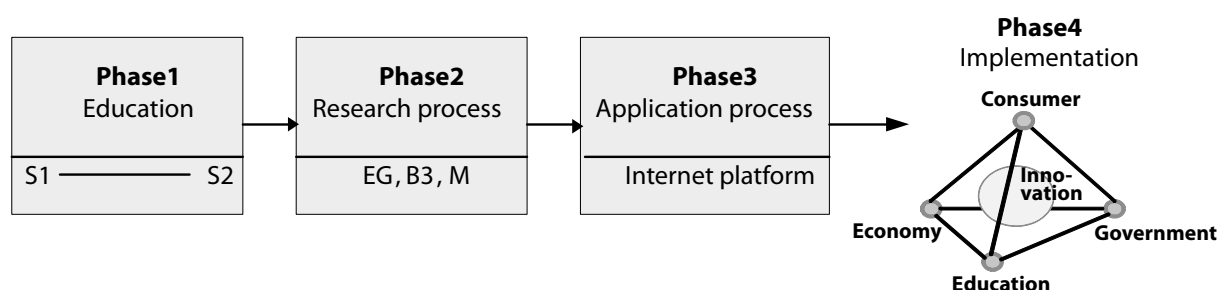 Phase1
Education
S1 S2
Phase2
Research process
EG, B3, M
Phase3
Application process
Internet platform
Phase4
Implementation
Consumer
Inno-
vation
Economy
Government
Education